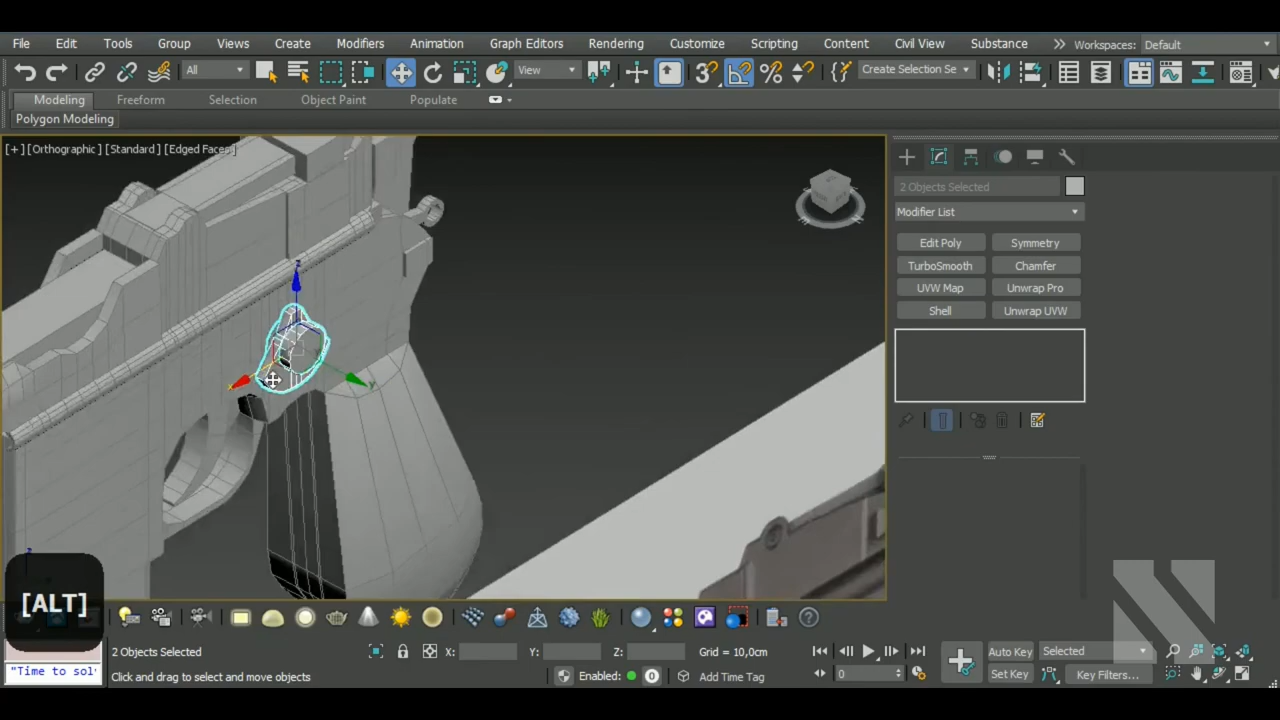 File Edit Tools Group Views Create Modifiers Animation Graph Editors Rendering Customize Scripting Content Civil View Substance Workspaces: Default
All View Create Selection Se
Modeling Freeform Selection Object Paint Populate
Polygon Modeling
[+] [Orthographic] [Standard] [Edged Faces]
2 Objects Selected
Modifier List
Edit Poly Symmetry
TurboSmooth Chamfer
UVW Map Unwrap Pro
Shell Unwrap UVW
z
x
y
z
[ALT]
2 Objects Selected X: Y: Z: Grid = 10,0cm Auto Key Selected
"Time to sol
Click and drag to select and move objects Enabled: 0 Add Time Tag 0 Set Key Key Filters...